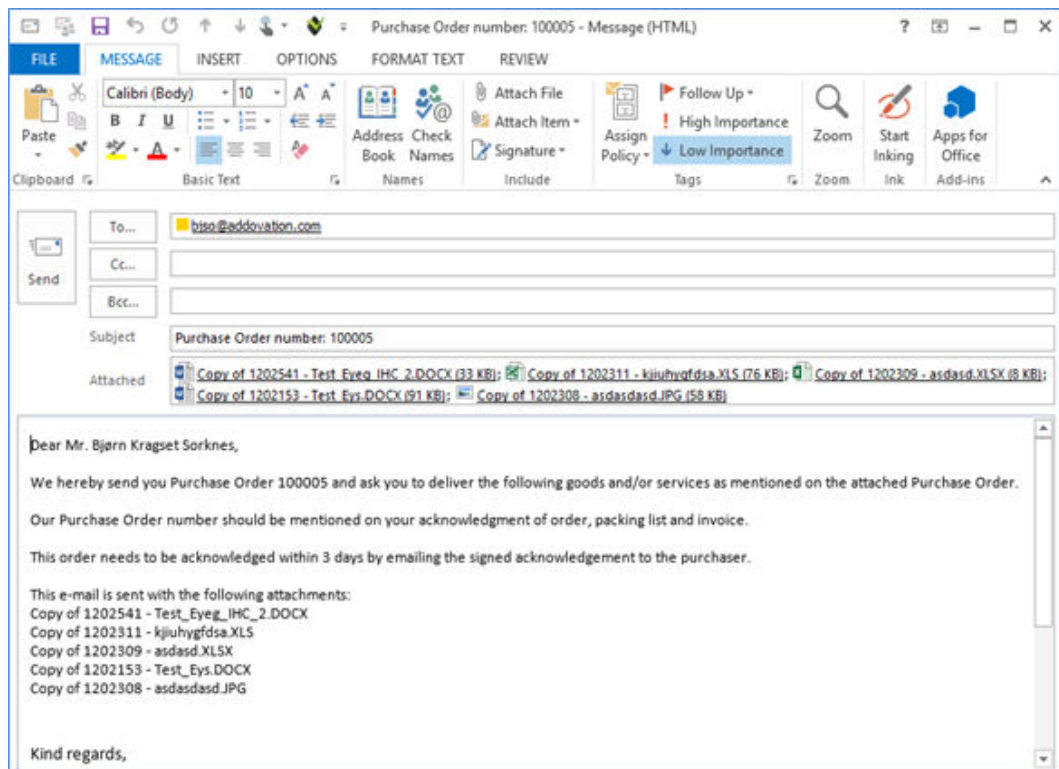 Purchase Order number: 100005 - Message (HTML)
FILE MESSAGE INSERT OPTIONS FORMAT TEXT REVIEW
Calibri (Body) 10
Attach File
Follow Up
Attach Item
High Importance
B I U
Paste
Address Book
Check Names
Signature
Assign Policy
Low Importance
Zoom
Start Inking
Apps for Office
Clipboard Basic Text Names Include Tags Zoom Ink Add-ins
To... bjso@addovation.com
Cc...
Send
Bcc...
Subject Purchase Order number: 100005
Attached Copy of 1202541 - Test_Eyeg_IHC_2.DOCX (33 KB); Copy of 1202311 - kjiuhygfdsa.XLS (76 KB); Copy of 1202309 - asdasd.XLSX (8 KB);
Copy of 1202153 - Test_Eys.DOCX (91 KB); Copy of 1202308 - asdasdasd.JPG (58 KB)
Dear Mr. Bjørn Kragset Sorknes,
We hereby send you Purchase Order 100005 and ask you to deliver the following goods and/or services as mentioned on the attached Purchase Order.
Our Purchase Order number should be mentioned on your acknowledgment of order, packing list and invoice.
This order needs to be acknowledged within 3 days by emailing the signed acknowledgement to the purchaser.
This e-mail is sent with the following attachments:
Copy of 1202541 - Test_Eyeg_IHC_2.DOCX
Copy of 1202311 - kjiuhygfdsa.XLS
Copy of 1202309 - asdasd.XLSX
Copy of 1202153 - Test_Eys.DOCX
Copy of 1202308 - asdasdasd.JPG
Kind regards,